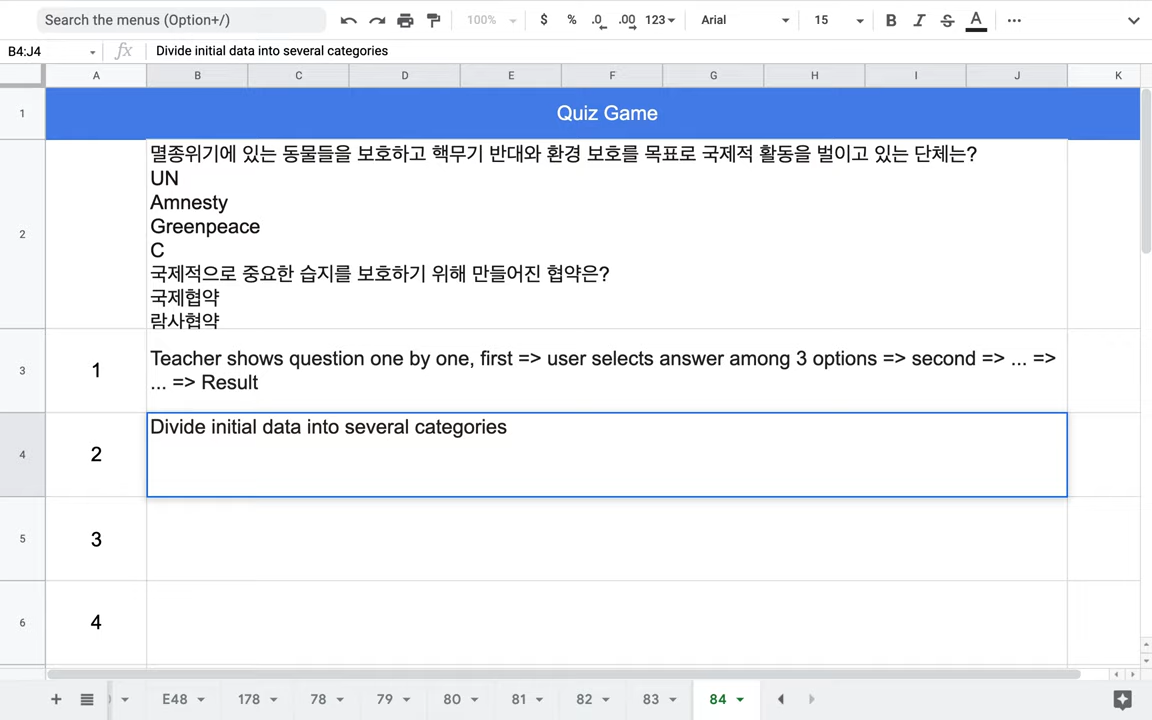 Search the menus (Option+/)
100%
$ % .0 .00 123
Arial
15
B I S A
B4:J4
fx
Divide initial data into several categories
A B C D E F G H I J K
1
Quiz Game
2
멸종위기에 있는 동물들을 보호하고 핵무기 반대와 환경 보호를 목표로 국제적 활동을 벌이고 있는 단체는?
UN
Amnesty
Greenpeace
C
국제적으로 중요한 습지를 보호하기 위해 만들어진 협약은?
국제협약
람사협약
3
1
Teacher shows question one by one, first => user selects answer among 3 options => second => ... =>
... => Result
4
2
Divide initial data into several categories
5
3
6
4
E48 178 78 79 80 81 82 83 84